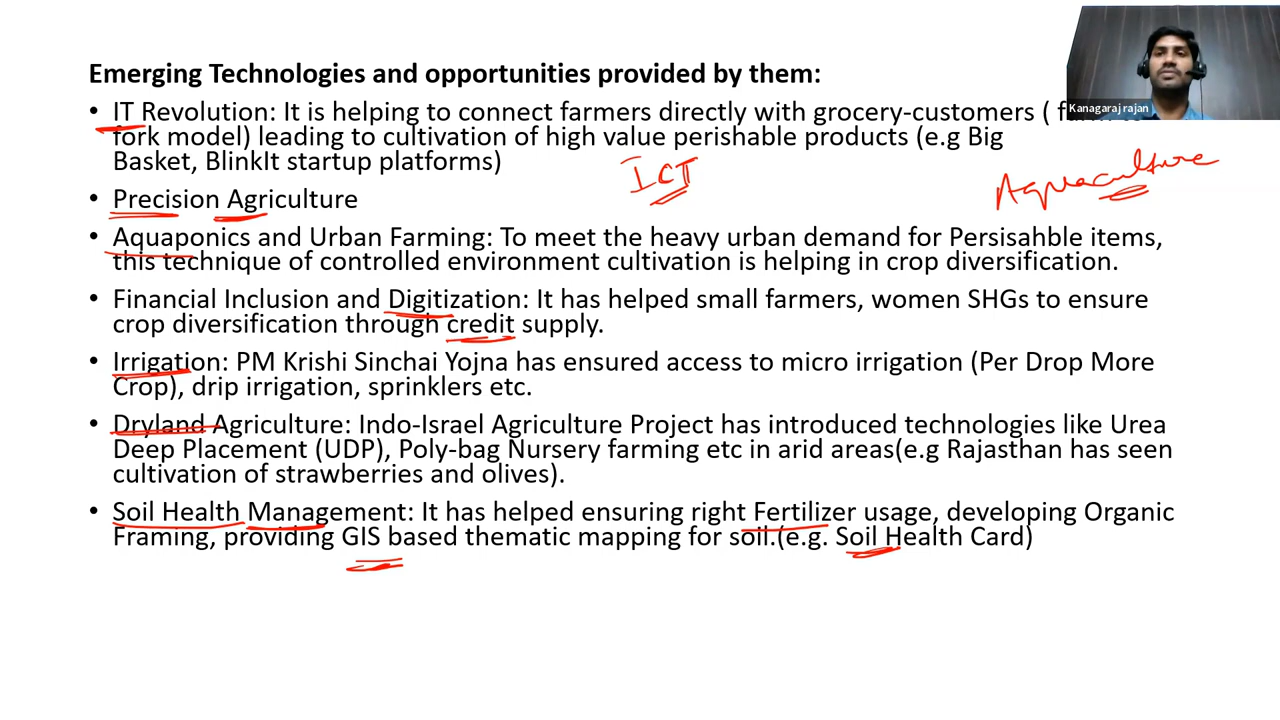 Emerging Technologies and opportunities provided by them:
Kanagaraj rajan
• IT Revolution: It is helping to connect farmers directly with grocery-customers (
fork model) leading to cultivation of high value perishable products (e.g Big
Basket, BlinkIt startup platforms)
ICT
Aquaculture
• Precision Agriculture
• Aquaponics and Urban Farming: To meet the heavy urban demand for Persisahble items,
this technique of controlled environment cultivation is helping in crop diversification.
• Financial Inclusion and Digitization: It has helped small farmers, women SHGs to ensure
crop diversification through credit supply.
• Irrigation: PM Krishi Sinchai Yojna has ensured access to micro irrigation (Per Drop More
Crop), drip irrigation, sprinklers etc.
• Dryland Agriculture: Indo-Israel Agriculture Project has introduced technologies like Urea
Deep Placement (UDP), Poly-bag Nursery farming etc in arid areas(e.g Rajasthan has seen
cultivation of strawberries and olives).
• Soil Health Management: It has helped ensuring right Fertilizer usage, developing Organic
Framing, providing GIS based thematic mapping for soil.(e.g. Soil Health Card)